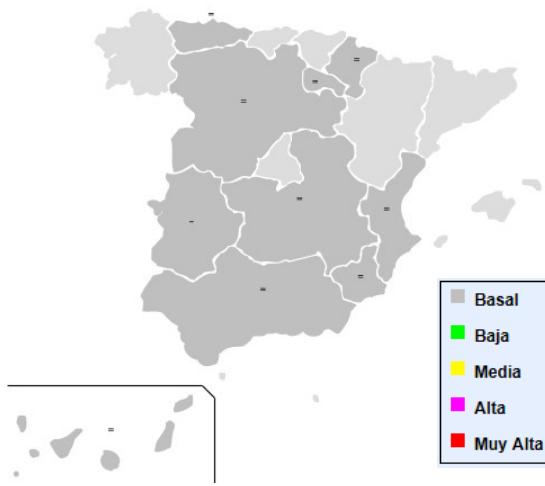 =
=
=
=
=
=
-
=
=
=
Basal
Baja
Media
Alta
Muy Alta